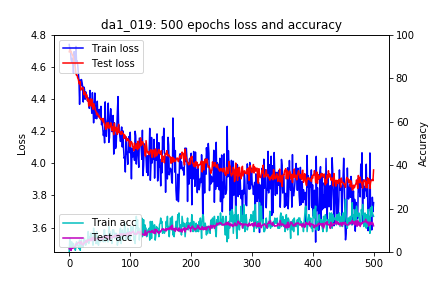 da1_019: 500 epochs loss and accuracy
4.8
4.6
4.4
4.2
4.0
3.8
3.6
Loss
Train loss
Test loss
Train acc
Test acc
100
80
60
40
20
0
Accuracy
0
100
200
300
400
500